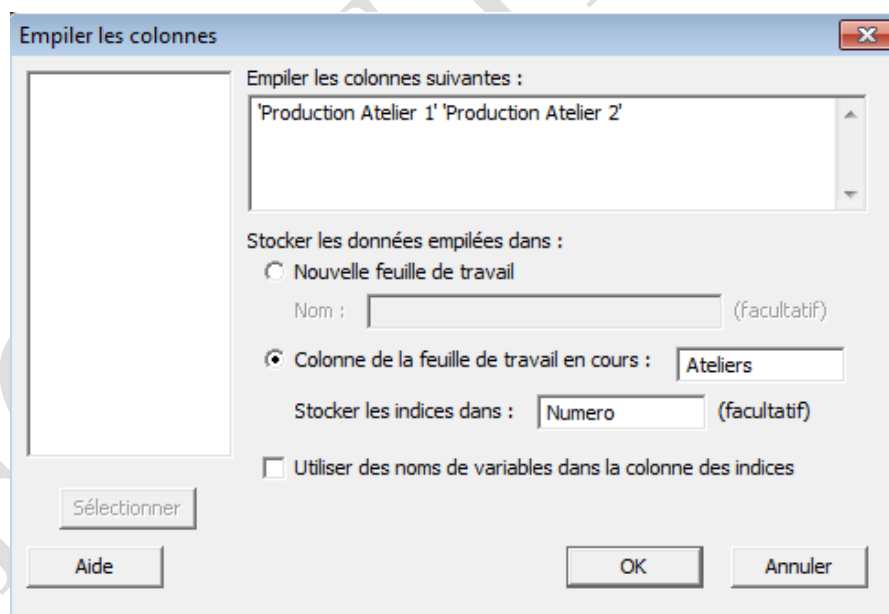 Empiler les colonnes
Empiler les colonnes suivantes :
'Production Atelier 1' 'Production Atelier 2'
Stocker les données empilées dans :
Nouvelle feuille de travail
Nom : (facultatif)
Colonne de la feuille de travail en cours : Ateliers
Stocker les indices dans : Numero (facultatif)
Utiliser des noms de variables dans la colonne des indices
Sélectionner
Aide OK Annuler